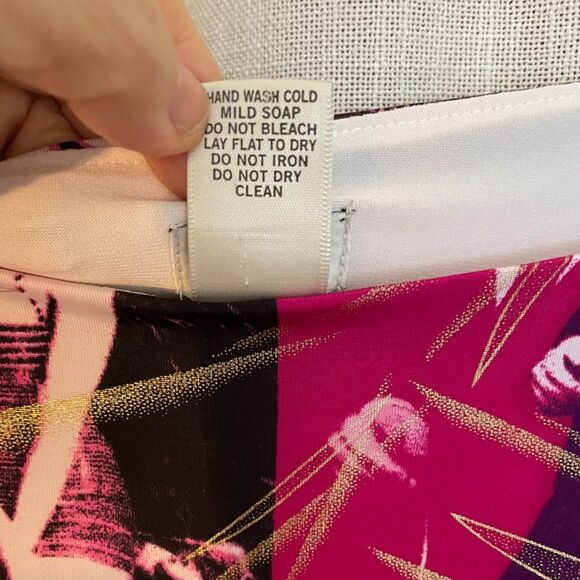 HAND WASH COLD
MILD SOAP
DO NOT BLEACH
LAY FLAT TO DRY
DO NOT IRON
DO NOT DRY
CLEAN